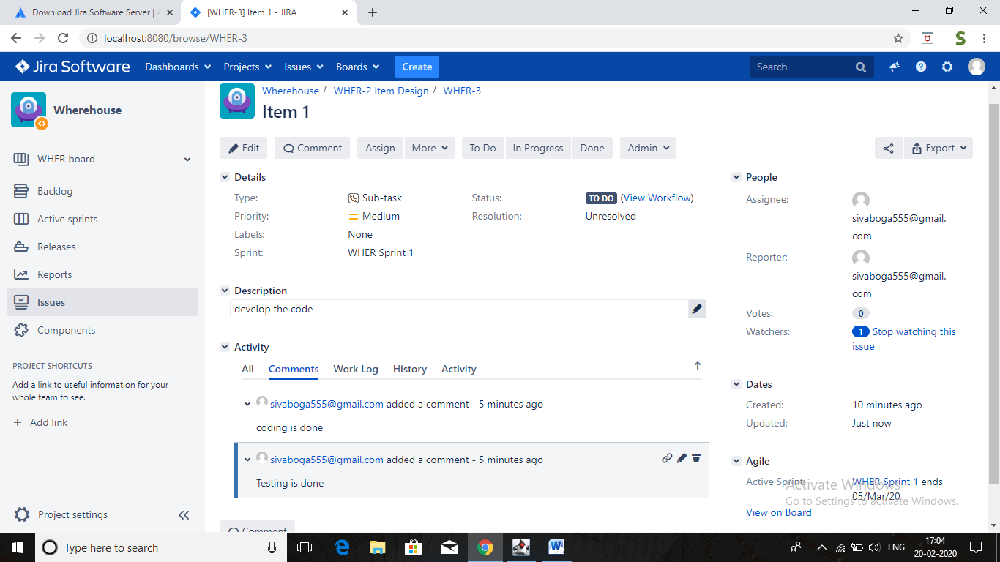 Download Jira Software Server | A
[WHER-3] Item 1 - JIRA
localhost:8080/browse/WHER-3
Jira Software
Dashboards
Projects
Issues
Boards
Create
Search
Wherehouse
WHER board
Backlog
Active sprints
Releases
Reports
Issues
Components
PROJECT SHORTCUTS
Add a link to useful information for your
whole team to see.
+ Add link
Project settings
Wherehouse / WHER-2 Item Design / WHER-3
Item 1
Edit
Comment
Assign
More
To Do
In Progress
Done
Admin
Export
Details
Type: Sub-task
Status: TO DO (View Workflow)
Priority: Medium
Resolution: Unresolved
Labels: None
Sprint: WHER Sprint 1
Description
develop the code
Activity
All Comments Work Log History Activity
sivaboga555@gmail.com added a comment - 5 minutes ago
coding is done
sivaboga555@gmail.com added a comment - 5 minutes ago
Testing is done
Comment
People
Assignee:
sivaboga555@gmail.
com
Reporter:
sivaboga555@gmail.
com
Votes: 0
Watchers: 1 Stop watching this
issue
Dates
Created: 10 minutes ago
Updated: Just now
Agile
Active Sprint: WHER Sprint 1 ends
05/Mar/20
View on Board
Activate Windows
Go to Settings to activate Windows.
Type here to search
ENG
17:04
20-02-2020